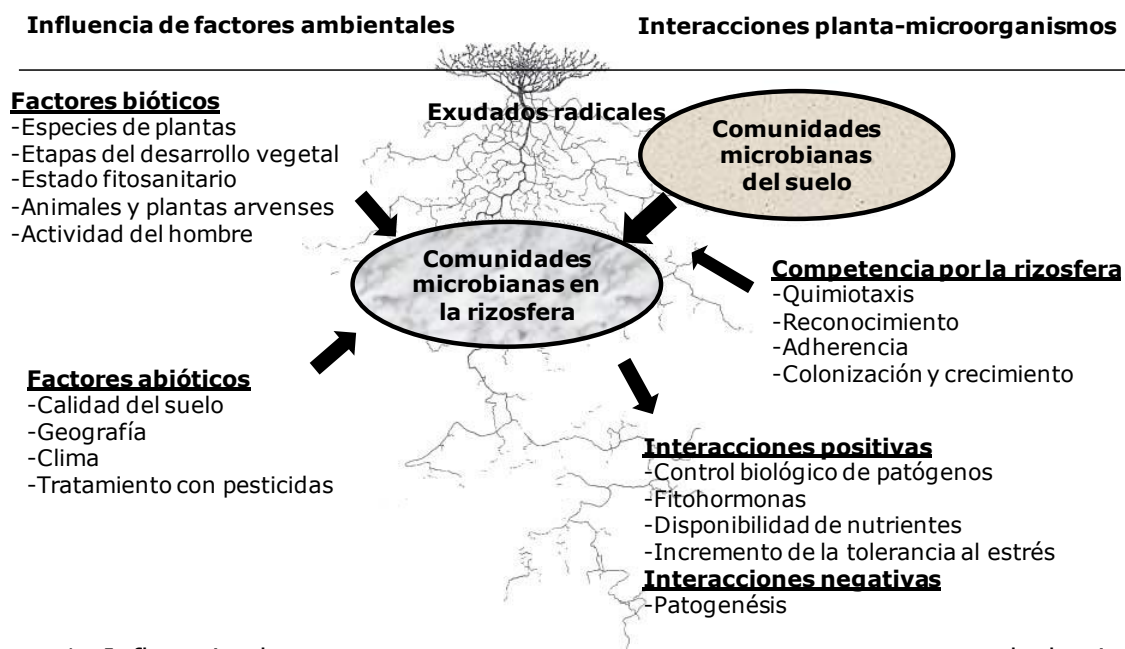 Influencia de factores ambientales
Interacciones planta-microorganismos
Factores bióticos
-Especies de plantas
-Etapas del desarrollo vegetal
-Estado fitosanitario
-Animales y plantas arvenses
-Actividad del hombre
Exudados radicales
Comunidades
microbianas
del suelo
Comunidades
microbianas en
la rizosfera
Competencia por la rizosfera
-Quimiotaxis
-Reconocimiento
-Adherencia
-Colonización y crecimiento
Factores abióticos
-Calidad del suelo
-Geografía
-Clima
-Tratamiento con pesticidas
Interacciones positivas
-Control biológico de patógenos
-Fitohormonas
-Disponibilidad de nutrientes
-Incremento de la tolerancia al estrés
Interacciones negativas
-Patogenésis